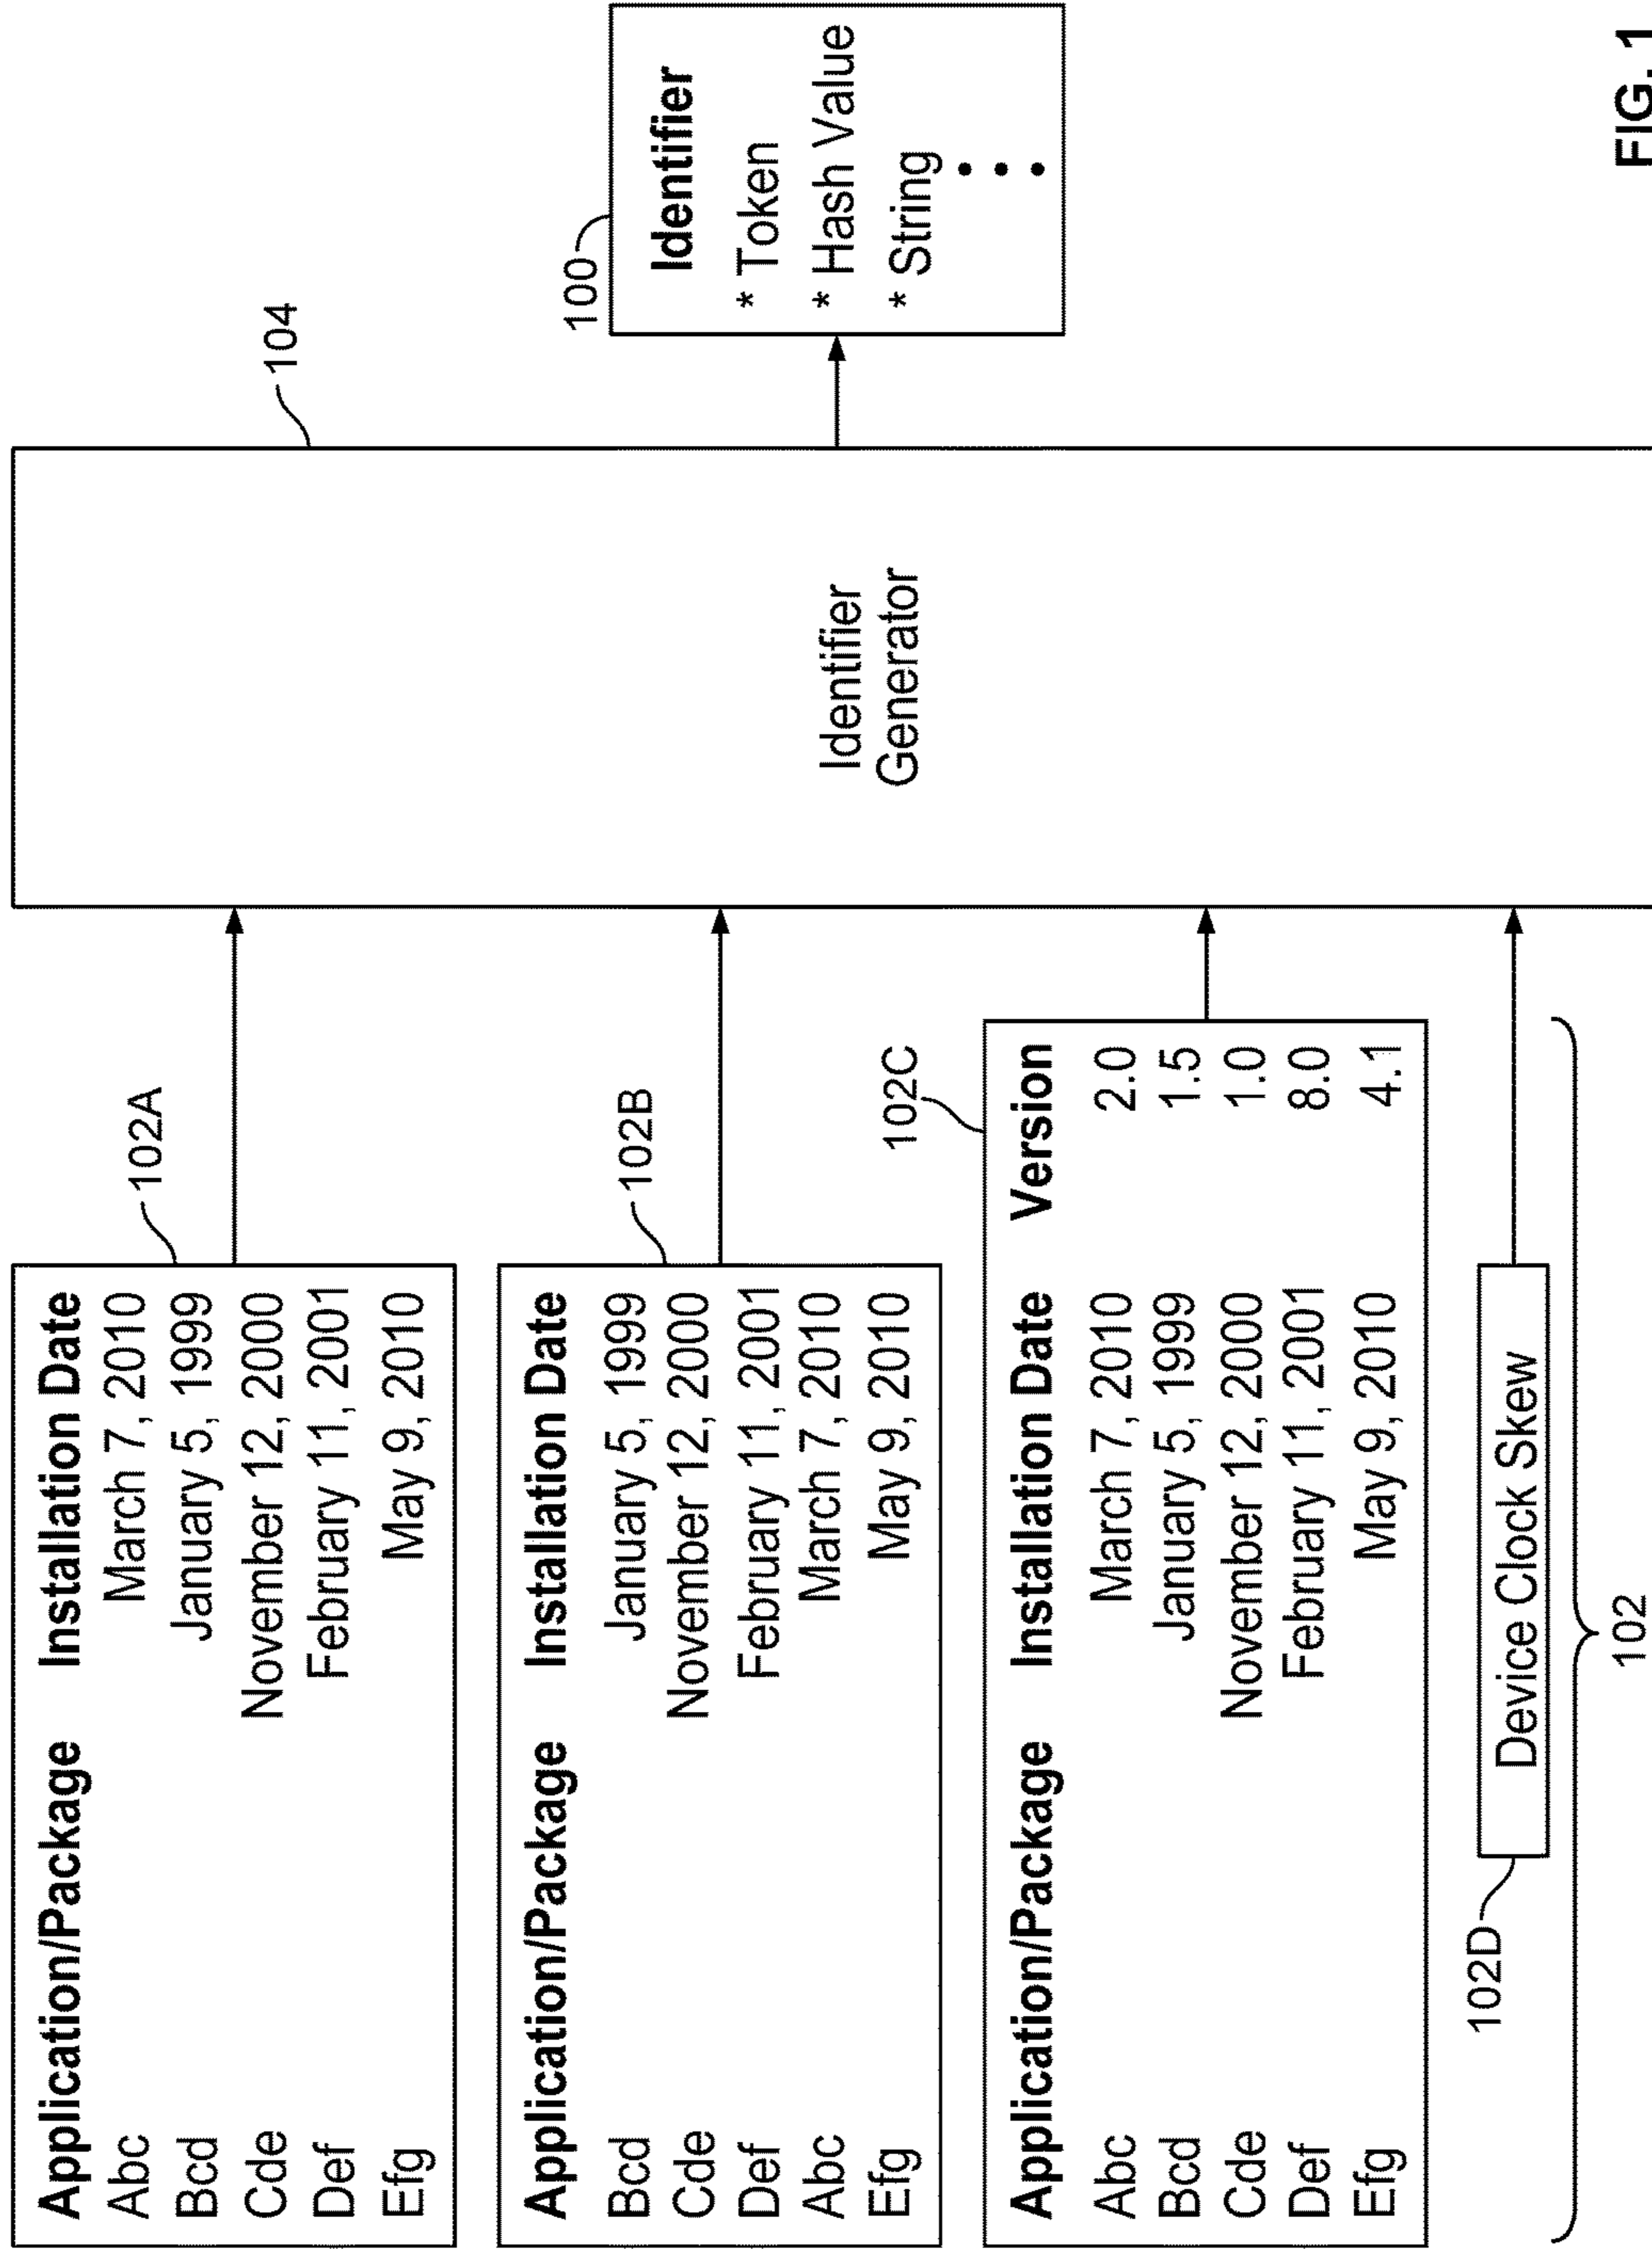 102A
Application/Package Installation Date
Abc March 7, 2010
Bcd January 5, 1999
Cde November 12, 2000
Def February 11, 2001
Efg May 9, 2010
102B
Application/Package Installation Date
Bcd January 5, 1999
Cde November 12, 2000
Def February 11, 2001
Abc March 7, 2010
Efg May 9, 2010
102C
Application/Package Installation Date Version
Abc March 7, 2010 2.0
Bcd January 5, 1999 1.5
Cde November 12, 2000 1.0
Def February 11, 2001 8.0
Efg May 9, 2010 4.1
102D
Device Clock Skew
102
104
Identifier
Generator
100
Identifier
* Token
* Hash Value
* String
FIG. 1